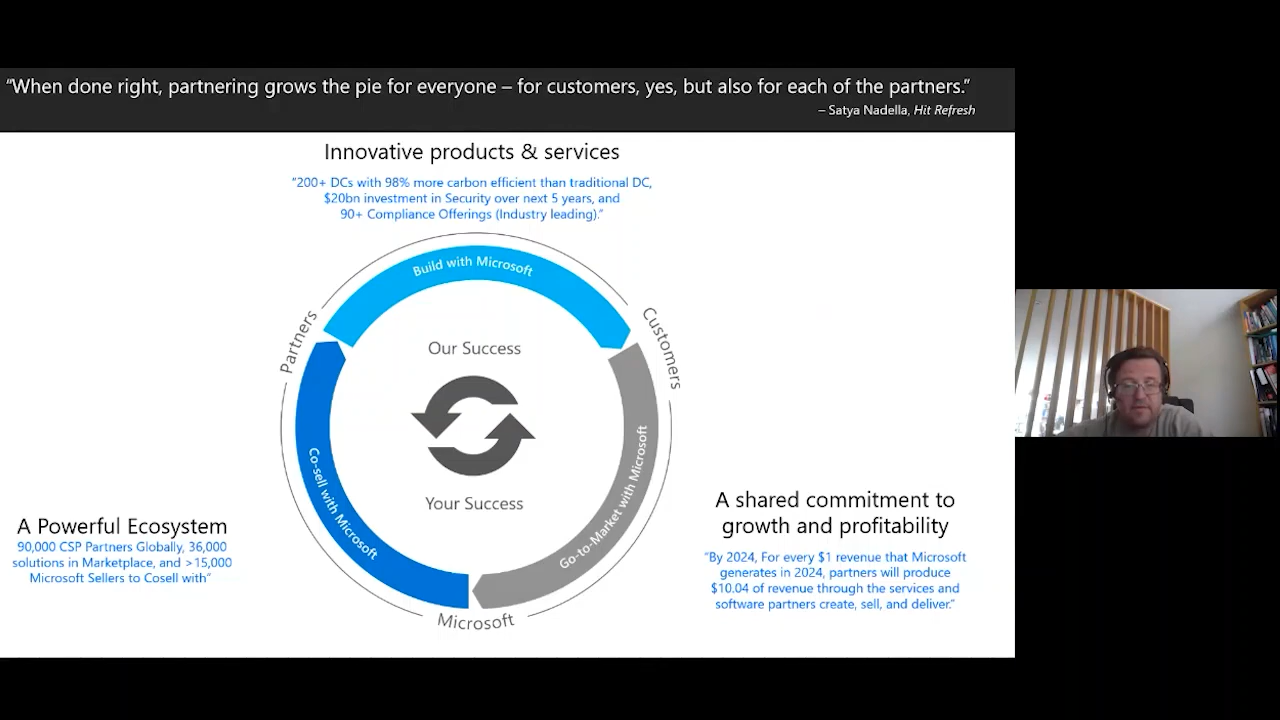 “When done right, partnering grows the pie for everyone – for customers, yes, but also for each of the partners.”
– Satya Nadella, Hit Refresh
Innovative products & services
“200+ DCs with 98% more carbon efficient than traditional DC,
$20bn investment in Security over next 5 years, and
90+ Compliance Offerings (Industry leading).”
Build with Microsoft
Partners
Customers
Our Success
Your Success
Co-sell with Microsoft
Go-to-Market with Microsoft
Microsoft
A Powerful Ecosystem
90,000 CSP Partners Globally, 36,000
solutions in Marketplace, and >15,000
Microsoft Sellers to Cosell with”
A shared commitment to
growth and profitability
“By 2024, For every $1 revenue that Microsoft
generates in 2024, partners will produce
$10.04 of revenue through the services and
software partners create, sell, and deliver.”